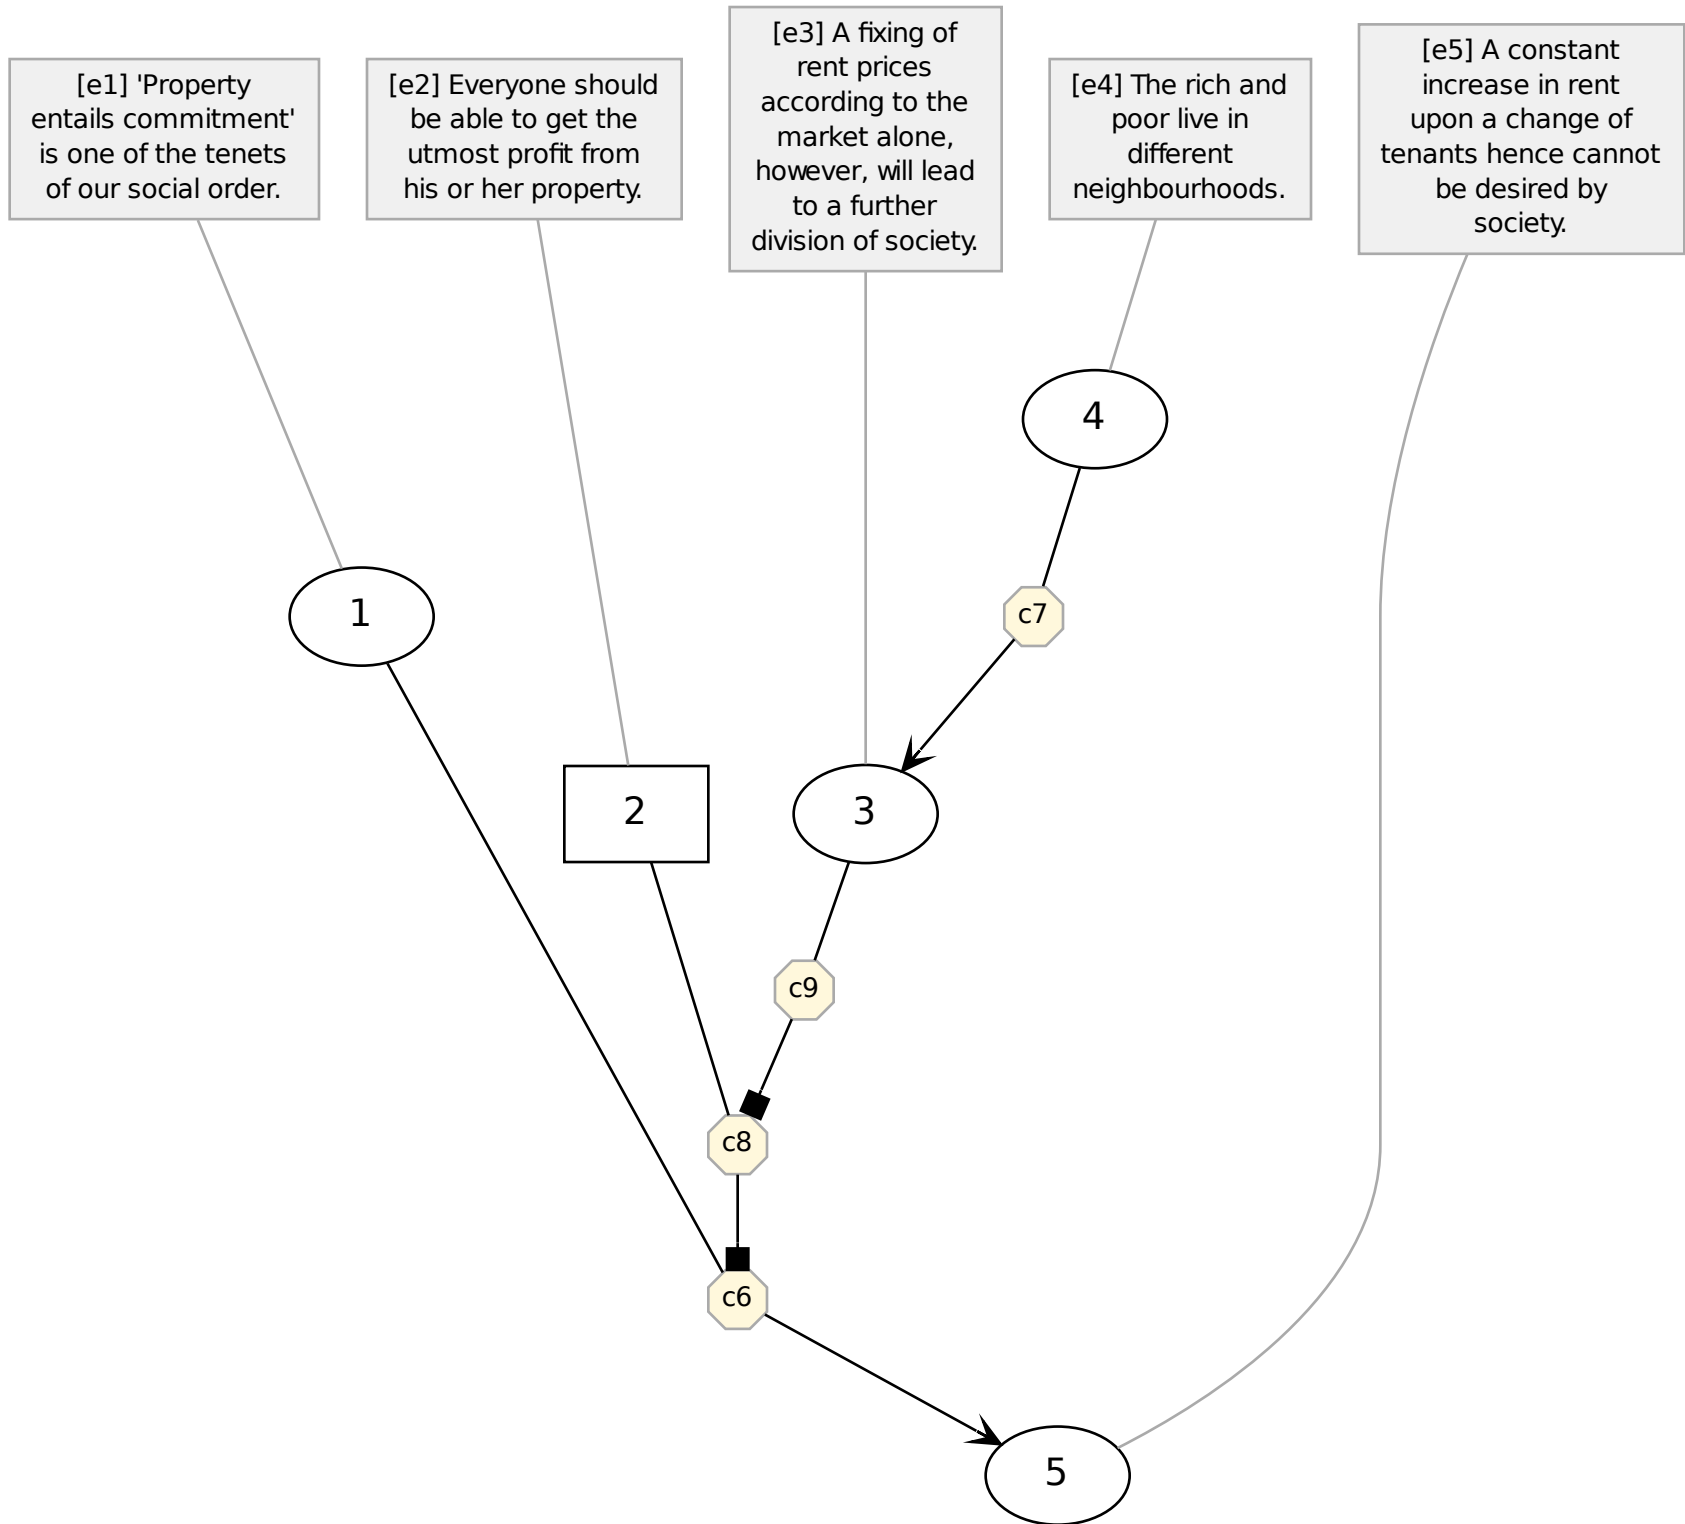 [e1] 'Property
entails commitment'
is one of the tenets
of our social order.
[e2] Everyone should
be able to get the
utmost profit from
his or her property.
[e3] A fixing of
rent prices
according to the
market alone,
however, will lead
to a further
division of society.
[e4] The rich and
poor live in
different
neighbourhoods.
[e5] A constant
increase in rent
upon a change of
tenants hence cannot
be desired by
society.
4
1
c7
2
3
c9
c8
c6
5